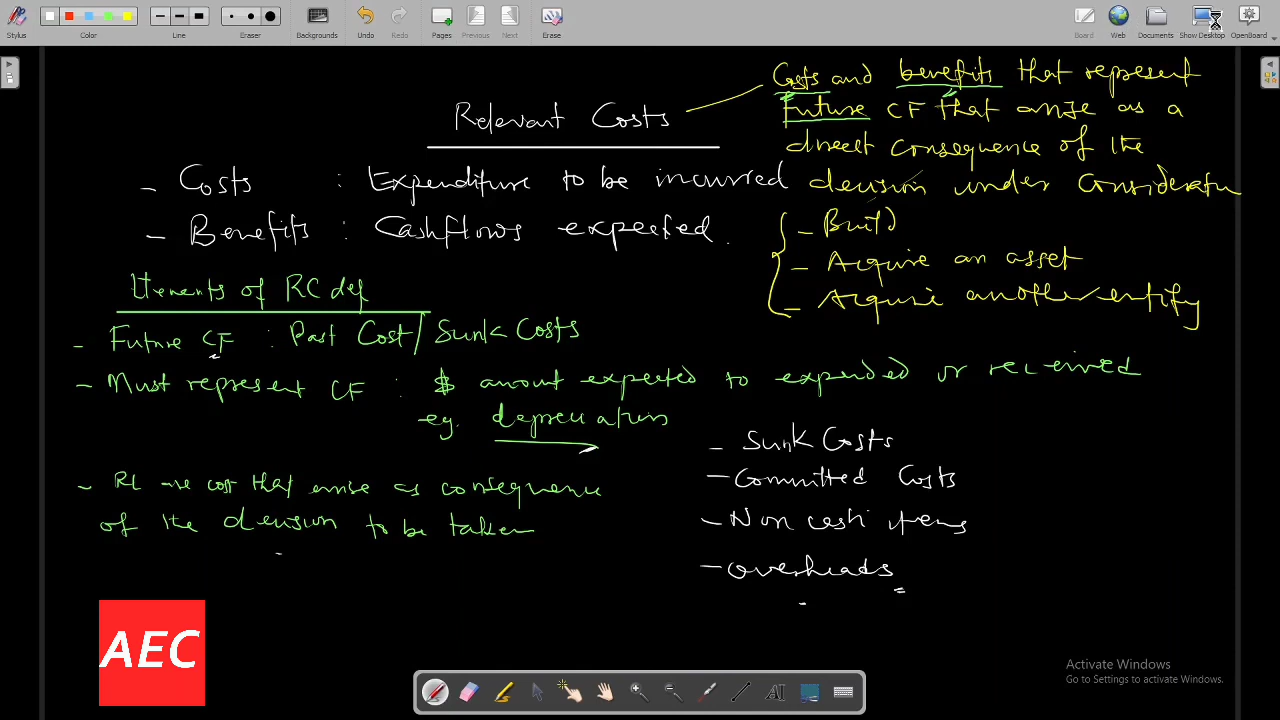 Stylus Color Line Eraser Backgrounds Undo Redo Pages Previous Next Erase Board Web Documents Show Desktop OpenBoard
Relevant Costs
Costs and benefits that represent
future CF that arise as a
direct consequence of the
decision under consideratn
- Build
- Acquire an asset
- Acquire another entity
- Costs : Expenditure to be incurred
- Benefits : Cashflows expected.
Elements of RC def
- Future CF : Past Cost/Sunk Costs
- Must represent CF : $ amount expected to expended or received
eg. depreciation
- RC are cost that arise as consequence
of the decision to be taken
- Sunk Costs
- Committed Costs
- Non cash items
- Overheads
AEC
Activate Windows
Go to Settings to activate Windows.